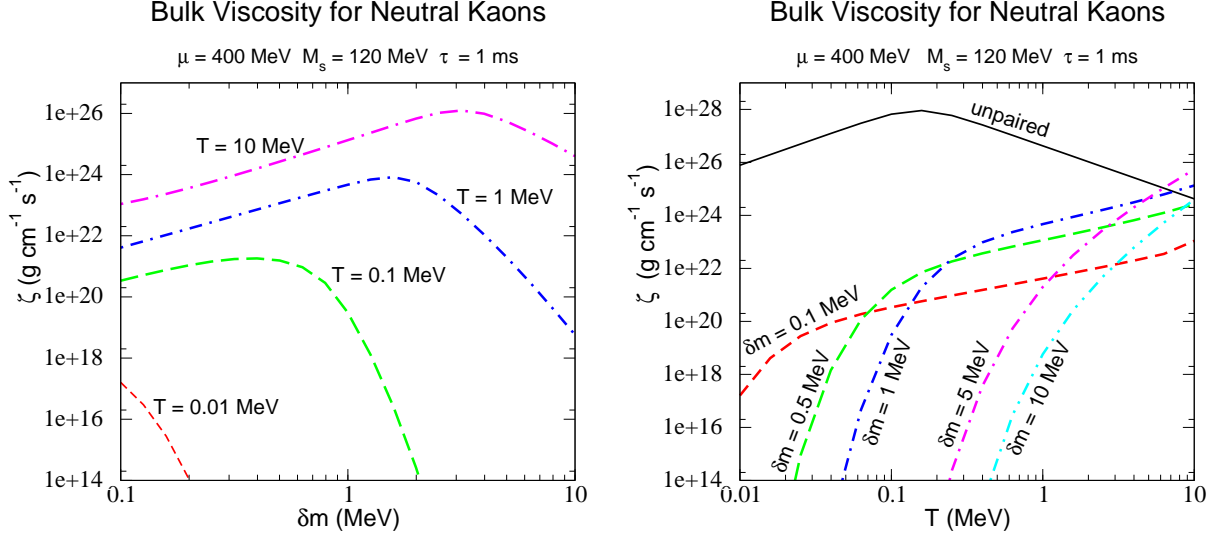 Bulk Viscosity for Neutral Kaons
μ = 400 MeV M_s = 120 MeV τ = 1 ms
ζ (g cm⁻¹ s⁻¹)
1e+26
1e+24
1e+22
1e+20
1e+18
1e+16
1e+14
T = 10 MeV
T = 1 MeV
T = 0.1 MeV
T = 0.01 MeV
0.1
1
10
δm (MeV)
Bulk Viscosity for Neutral Kaons
μ = 400 MeV M_s = 120 MeV τ = 1 ms
ζ (g cm⁻¹ s⁻¹)
1e+28
1e+26
1e+24
1e+22
1e+20
1e+18
1e+16
1e+14
unpaired
δm = 0.1 MeV
δm = 0.5 MeV
δm = 1 MeV
δm = 5 MeV
δm = 10 MeV
0.01
0.1
1
10
T (MeV)